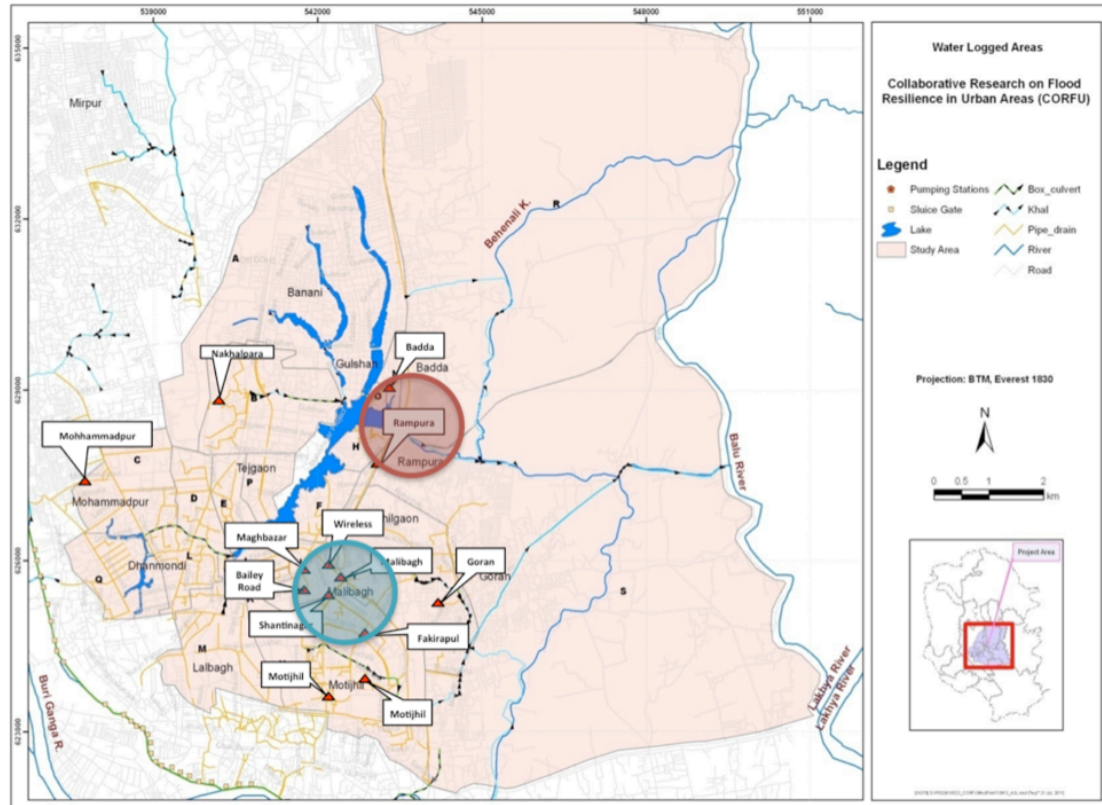 539000
542000
545000
548000
551000
635000
632000
629000
626000
623000
Mirpur
A
Banani
Behenali K.
R
Gulshan
Badda
Badda
Nakhalpara
B
G
Rampura
Rampura
H
Mohhammadpur
C
Mohammadpur
Tejgaon
P
D
E
F
Wireless
Maghbazar
Malibagh
Malibagh
Bailey
Road
Goran
Goran
L
Dhanmondi
Q
S
Shantinagar
Fakirapul
M
Lalbagh
Motijhil
Motijhil
Motijhil
Buri Ganga R.
Balu River
Lakhya River
Lakhya River
Water Logged Areas
Collaborative Research on Flood
Resilience in Urban Areas (CORFU)
Legend
Pumping Stations
Sluice Gate
Lake
Study Area
Box_culvert
Khal
Pipe_drain
River
Road
Projection: BTM, Everest 1830
N
0 0.5 1 2
km
Project Area